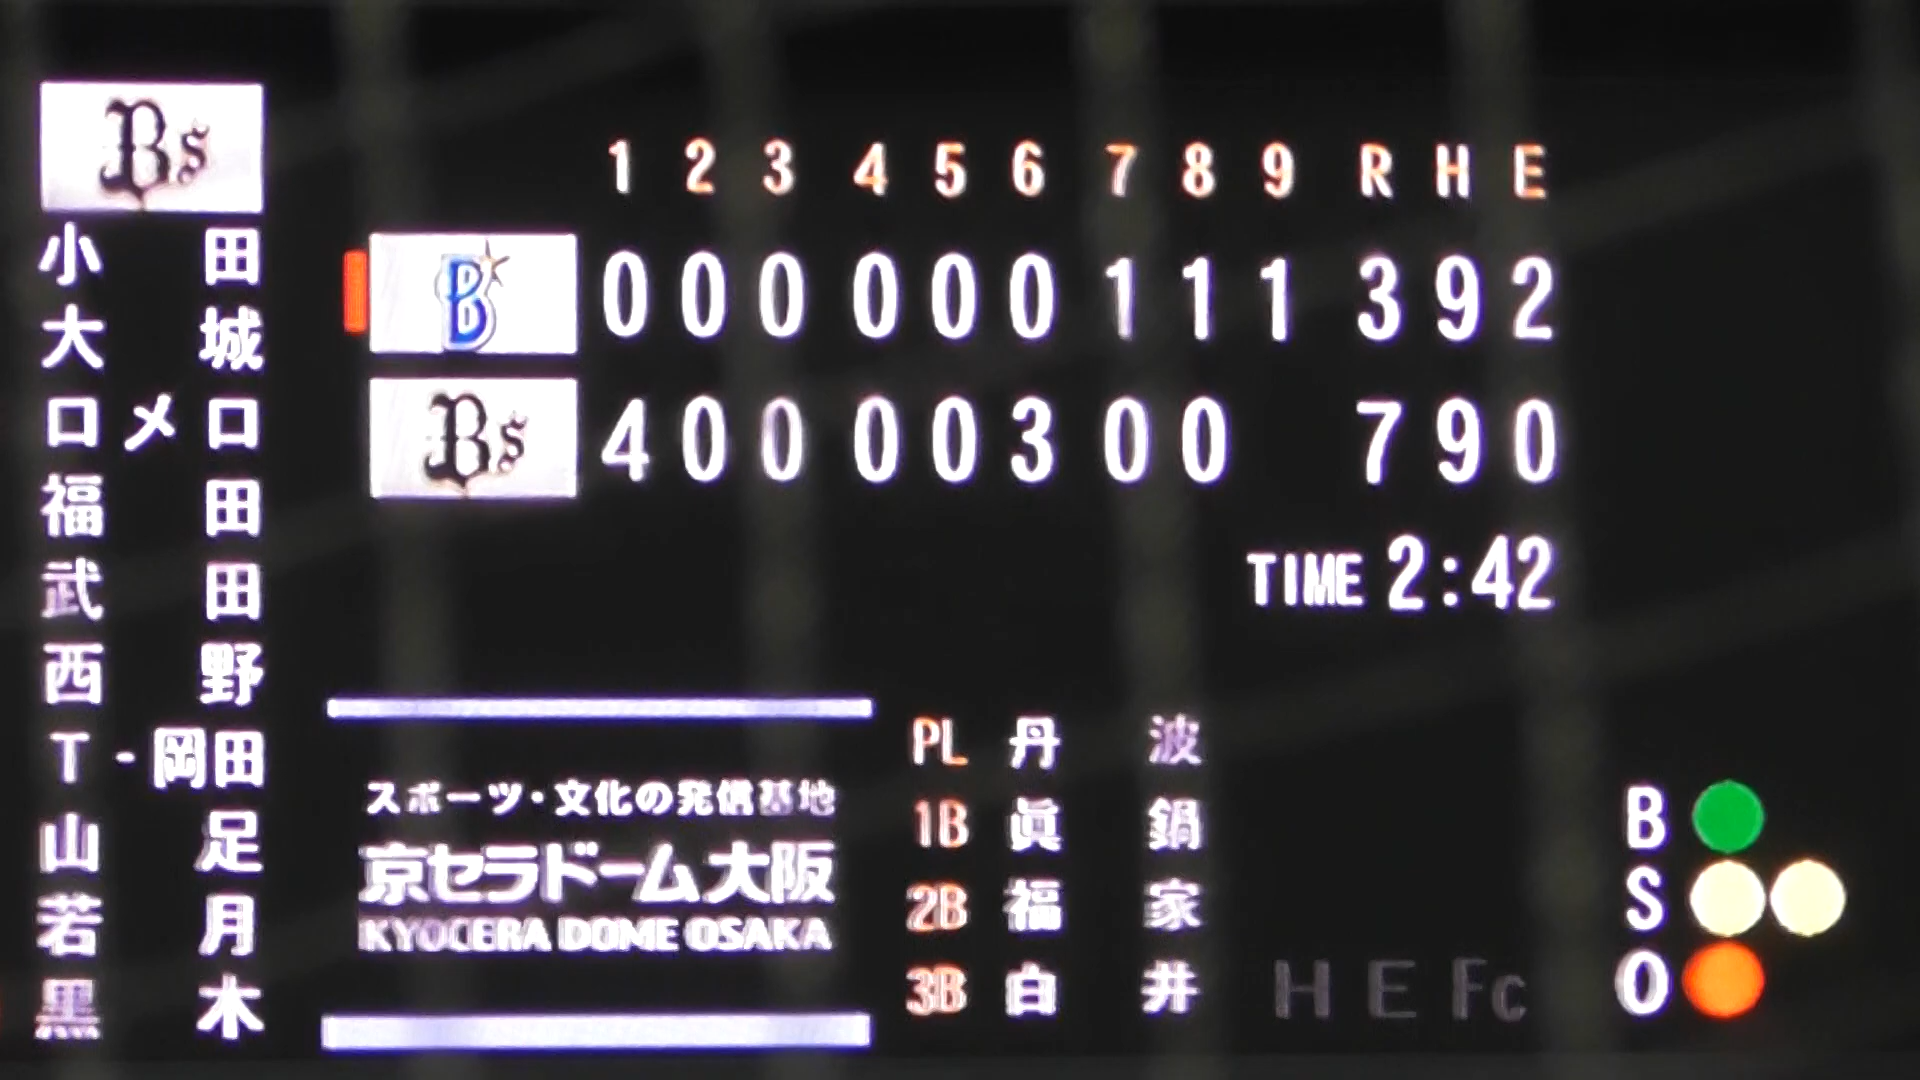 Bs
小田
大城
ロメロ
福田
武田
西野
T-岡田
山足
若月
黒木
1 2 3 4 5 6 7 8 9 R H E
B 0 0 0 0 0 0 1 1 1 3 9 2
Bs 4 0 0 0 0 3 0 0 7 9 0
TIME 2:42
スポーツ・文化の発信基地
京セラドーム大阪
KYOCERA DOME OSAKA
PL 丹波
1B 眞鍋
2B 福家
3B 白井
H E Fc
B
S
O